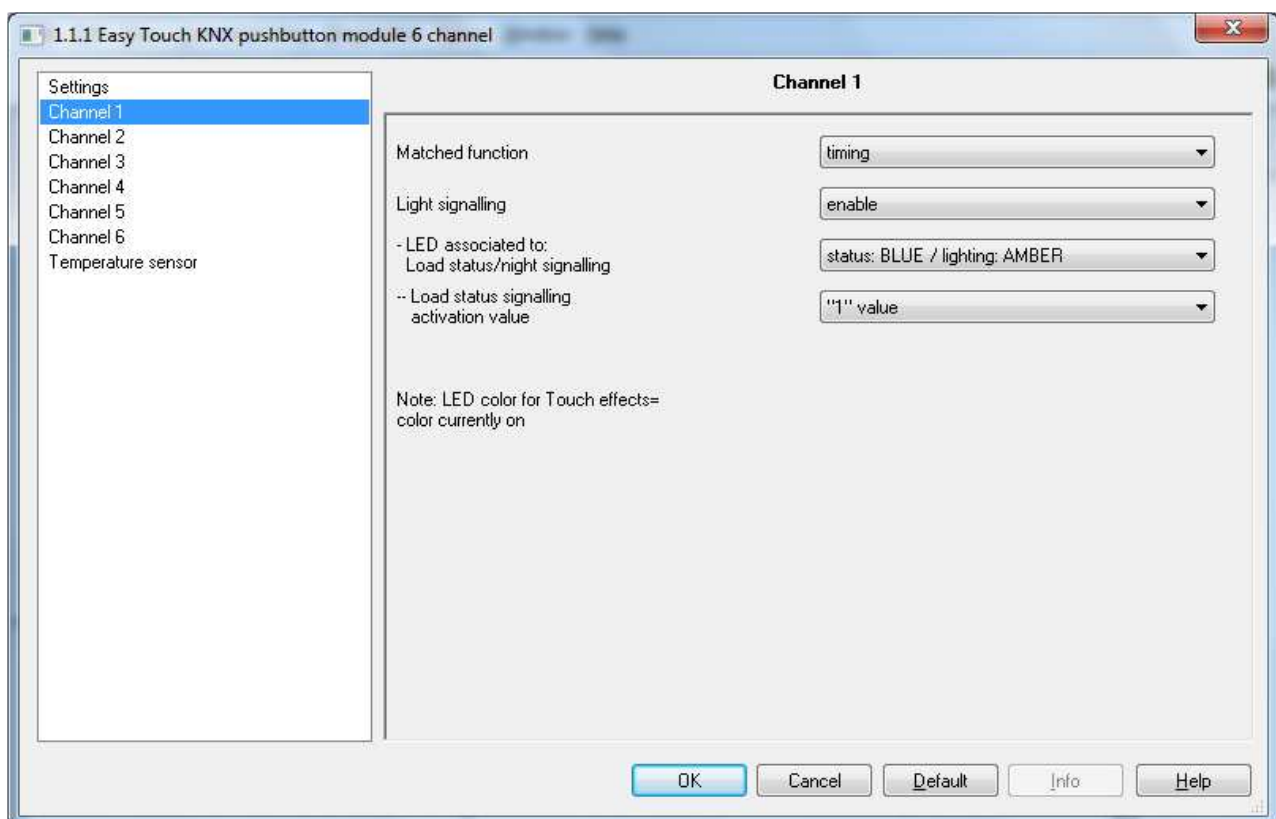 1.1.1 Easy Touch KNX pushbutton module 6 channel
Settings
Channel 1
Channel 2
Channel 3
Channel 4
Channel 5
Channel 6
Temperature sensor
Channel 1
Matched function
timing
Light signalling
enable
- LED associated to:
Load status/night signalling
status: BLUE / lighting: AMBER
-- Load status signalling
activation value
"1" value
Note: LED color for Touch effects=
color currently on
OK
Cancel
Default
Info
Help